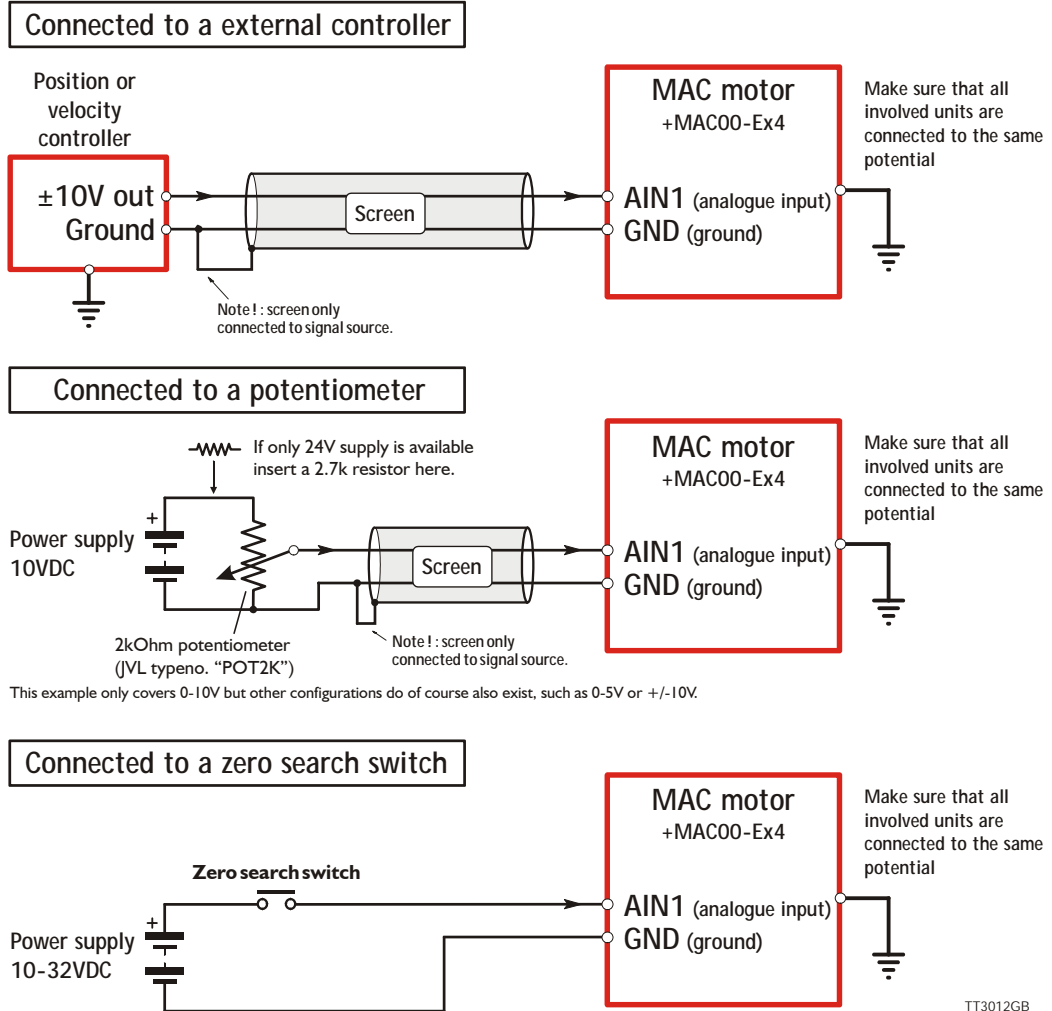 Connected to a external controller
Position or
velocity
controller
±10V out
Ground
Screen
Note! : screen only
connected to signal source.
MAC motor
+MAC00-Ex4
AIN1 (analogue input)
GND (ground)
Make sure that all
involved units are
connected to the same
potential
Connected to a potentiometer
If only 24V supply is available
insert a 2.7k resistor here.
+
Power supply
10VDC
Screen
2kOhm potentiometer
(JVL typeno. “POT2K”)
Note! : screen only
connected to signal source.
MAC motor
+MAC00-Ex4
AIN1 (analogue input)
GND (ground)
Make sure that all
involved units are
connected to the same
potential
This example only covers 0-10V but other configurations do of course also exist, such as 0-5V or +/-10V.
Connected to a zero search switch
Zero search switch
+
Power supply
10-32VDC
MAC motor
+MAC00-Ex4
AIN1 (analogue input)
GND (ground)
Make sure that all
involved units are
connected to the same
potential
TT3012GB